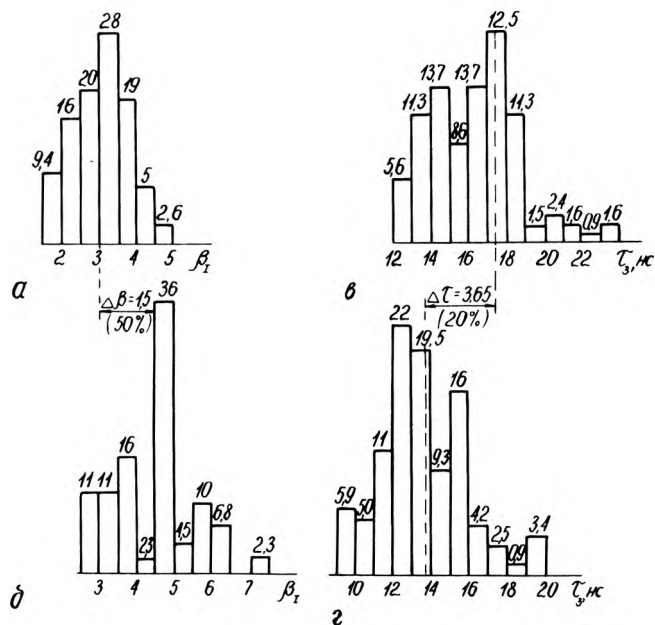 28
20
19
16
9,4
5
2,6
2 3 4 5 βI
а
12,5
13,7 13,7
11,3 11,3
8,6
5,6
1,5 2,4 1,6 0,9 1,6
12 14 16 18 20 22 τз, нс
в
Δβ=1,5
(50%)
36
16
11 11
10
6,8
2,3 4,5 2,3
3 4 5 6 7 βI
б
Δτ=3,65
(20%)
22
19,5
16
11
9,3
5,9 5,0
4,2
2,5 0,9 3,4
10 12 14 16 18 20 τз, нс
г